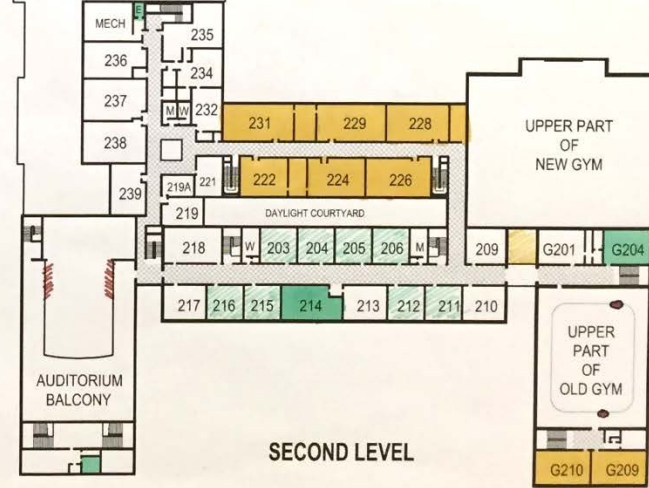 E
MECH
235
236
234
237
232
M W
231
229
228
238
UPPER PART
OF
NEW GYM
222
224
226
221
219A
239
219
DAYLIGHT COURTYARD
218
W
203
204
205
206
M
209
G201
G204
217
216
215
214
213
212
211
210
UPPER
PART
OF
OLD GYM
AUDITORIUM
BALCONY
SECOND LEVEL
G210
G209